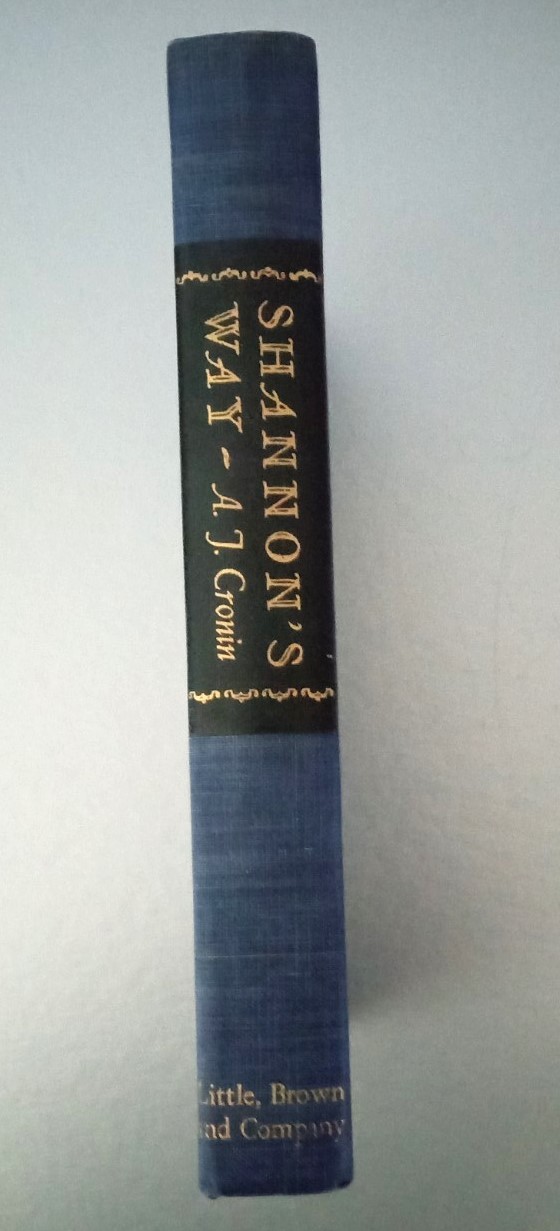 SHANNON'S
WAY ~ A. J. Cronin
Little, Brown
and Company